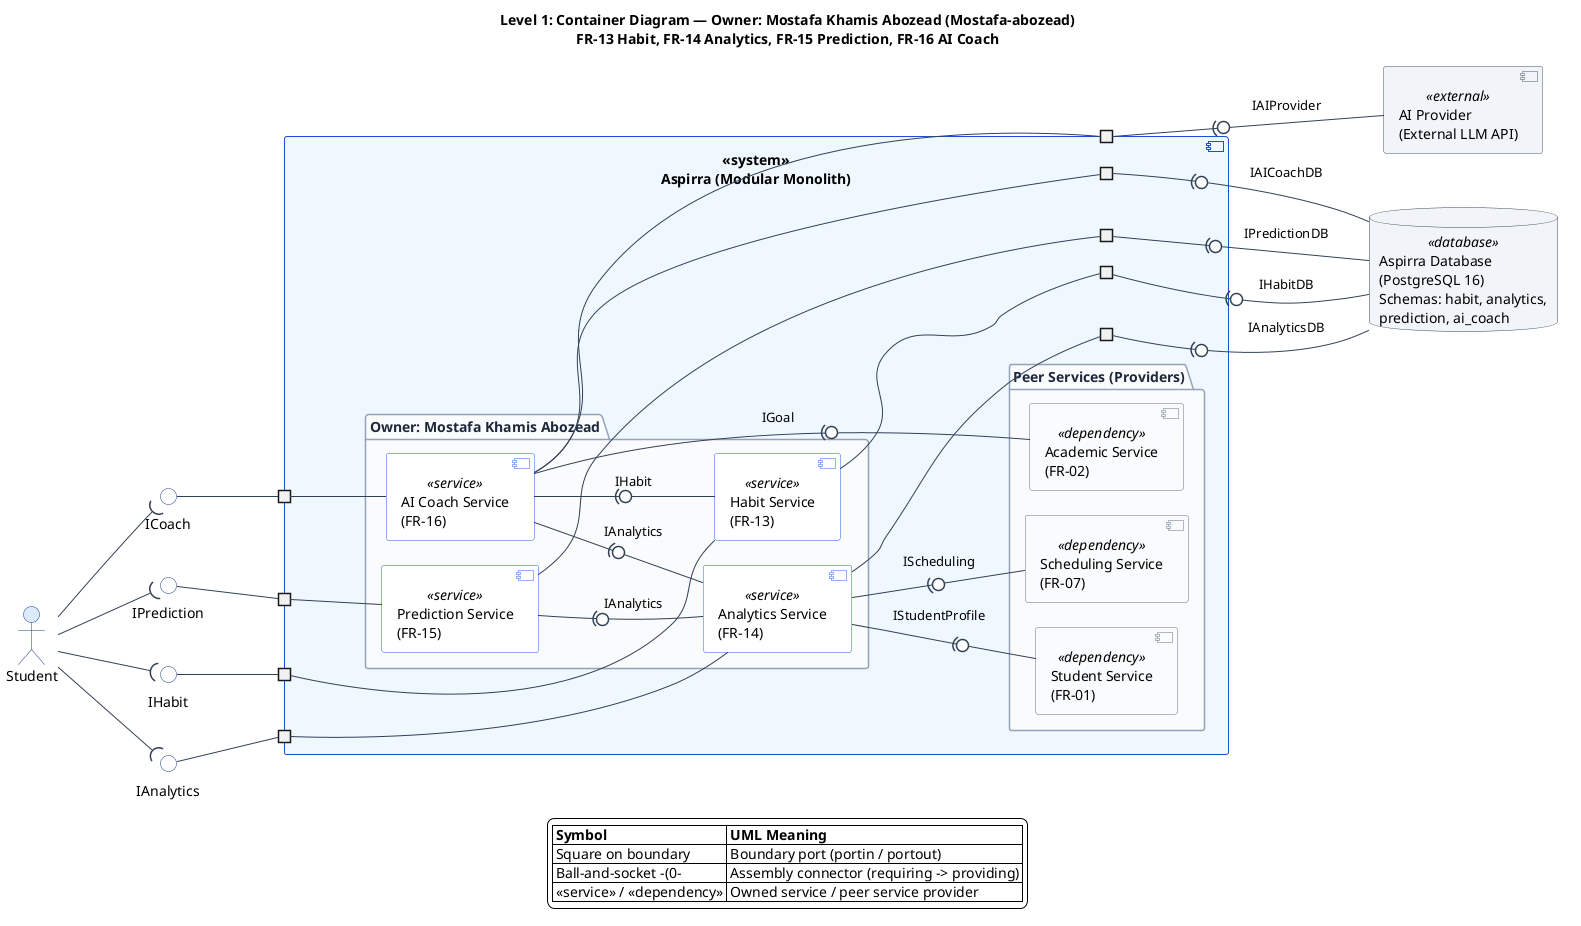 Level 1: Container Diagram — Owner: Mostafa Khamis Abozead (Mostafa-abozead)
FR-13 Habit, FR-14 Analytics, FR-15 Prediction, FR-16 AI Coach
«system»
Aspirra (Modular Monolith)
IAIProvider
«external»
AI Provider
(External LLM API)
IAICoachDB
IPredictionDB
IHabitDB
IAnalyticsDB
«database»
Aspirra Database
(PostgreSQL 16)
Schemas: habit, analytics,
prediction, ai_coach
Owner: Mostafa Khamis Abozead
«service»
AI Coach Service
(FR-16)
«service»
Prediction Service
(FR-15)
IHabit
IAnalytics
IAnalytics
«service»
Habit Service
(FR-13)
«service»
Analytics Service
(FR-14)
IGoal
IScheduling
IStudentProfile
Peer Services (Providers)
«dependency»
Academic Service
(FR-02)
«dependency»
Scheduling Service
(FR-07)
«dependency»
Student Service
(FR-01)
Student
ICoach
IPrediction
IHabit
IAnalytics
Symbol UML Meaning
Square on boundary Boundary port (portin / portout)
Ball-and-socket -(0- Assembly connector (requiring -> providing)
«service» / «dependency» Owned service / peer service provider